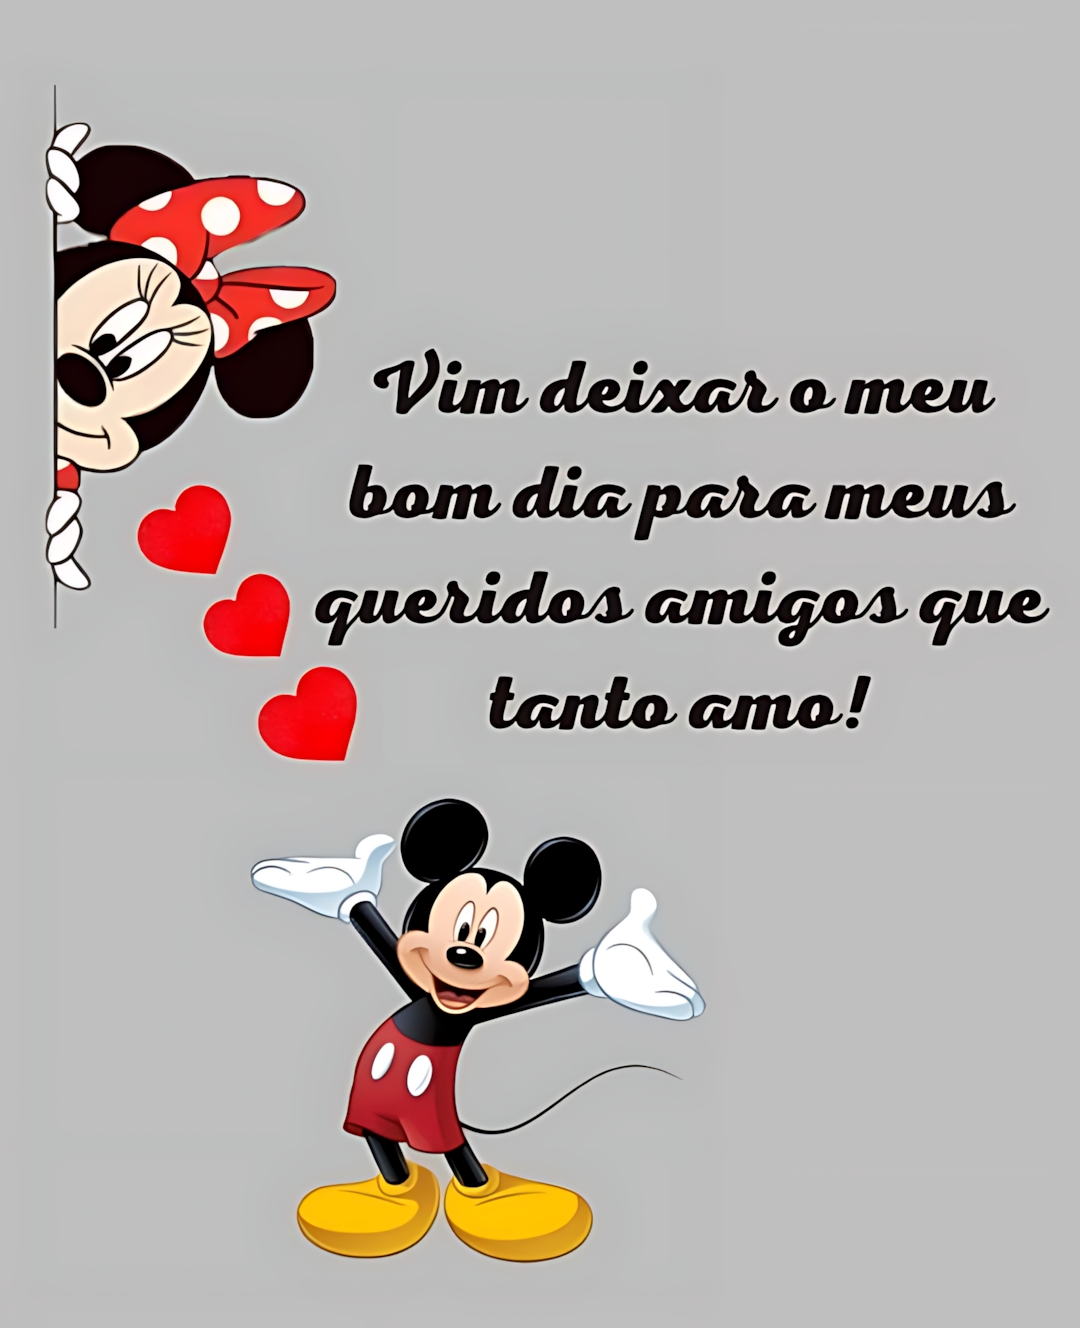 Vim deixar o meu
bom dia para meus
queridos amigos que
tanto amo!